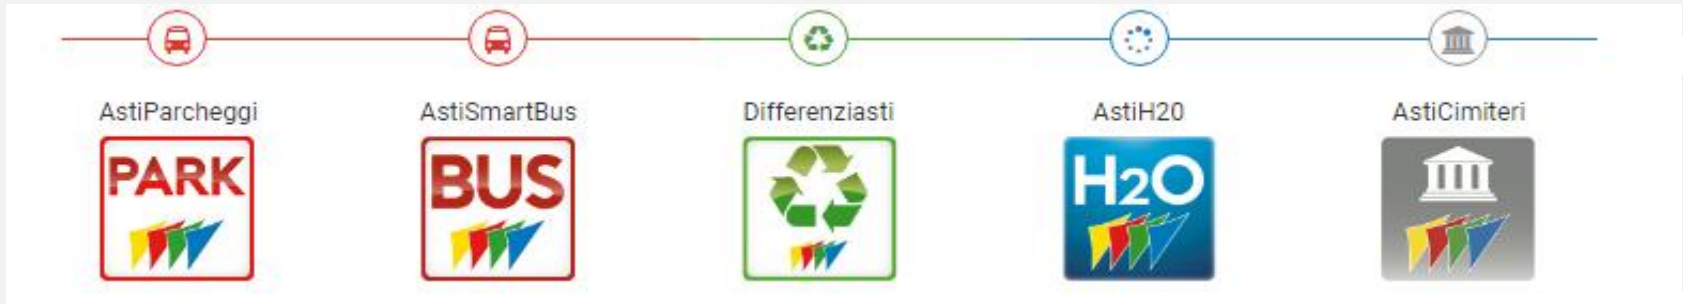 AstiParcheggi
AstiSmartBus
Differenziasti
AstiH20
AstiCimiteri
PARK
BUS
H2O